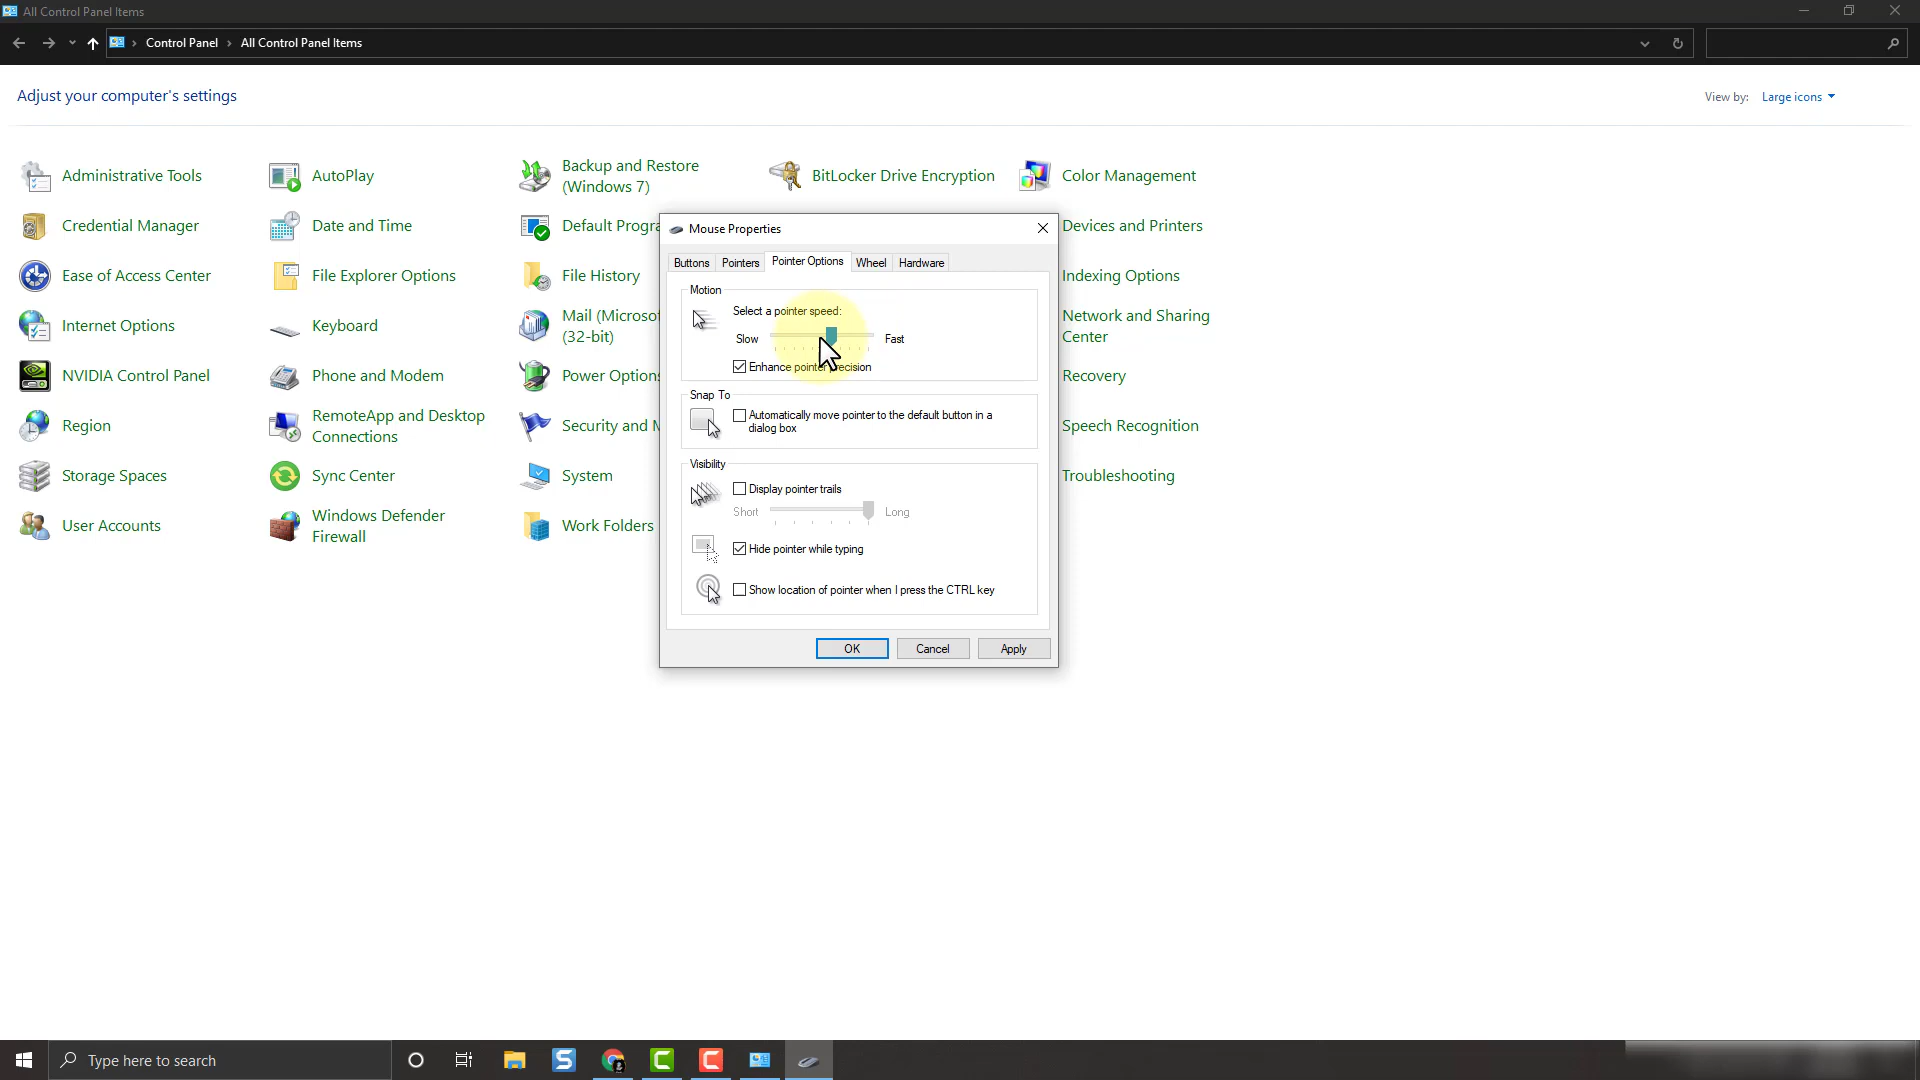 All Control Panel Items
Control Panel › All Control Panel Items
Adjust your computer's settings
View by: Large icons
Administrative Tools
AutoPlay
Backup and Restore
(Windows 7)
BitLocker Drive Encryption
Color Management
Credential Manager
Date and Time
Default Progra
Devices and Printers
Ease of Access Center
File Explorer Options
File History
Indexing Options
Internet Options
Keyboard
Mail (Microsof
(32-bit)
Network and Sharing
Center
NVIDIA Control Panel
Phone and Modem
Power Options
Recovery
Region
RemoteApp and Desktop
Connections
Security and M
Speech Recognition
Storage Spaces
Sync Center
System
Troubleshooting
User Accounts
Windows Defender
Firewall
Work Folders
Mouse Properties
Buttons
Pointers
Pointer Options
Wheel
Hardware
Motion
Select a pointer speed:
Slow
Fast
Enhance pointer precision
Snap To
Automatically move pointer to the default button in a
dialog box
Visibility
Display pointer trails
Short
Long
Hide pointer while typing
Show location of pointer when I press the CTRL key
OK
Cancel
Apply
Type here to search